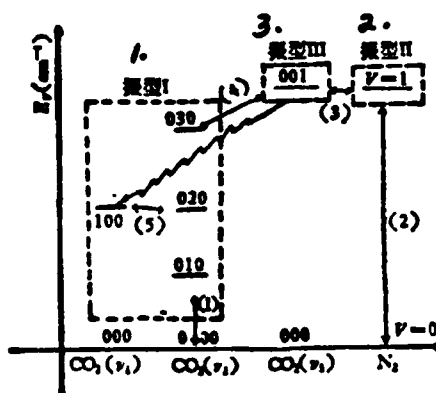 1.
3.
2.
振型I
振型III
振型II
(4)
001
V=1
030
(3)
100
(5)
020
(2)
010
(1)
000
000
V=0
CO₂(ν₁)
CO₂(ν₂)
CO₂(ν₃)
N₂